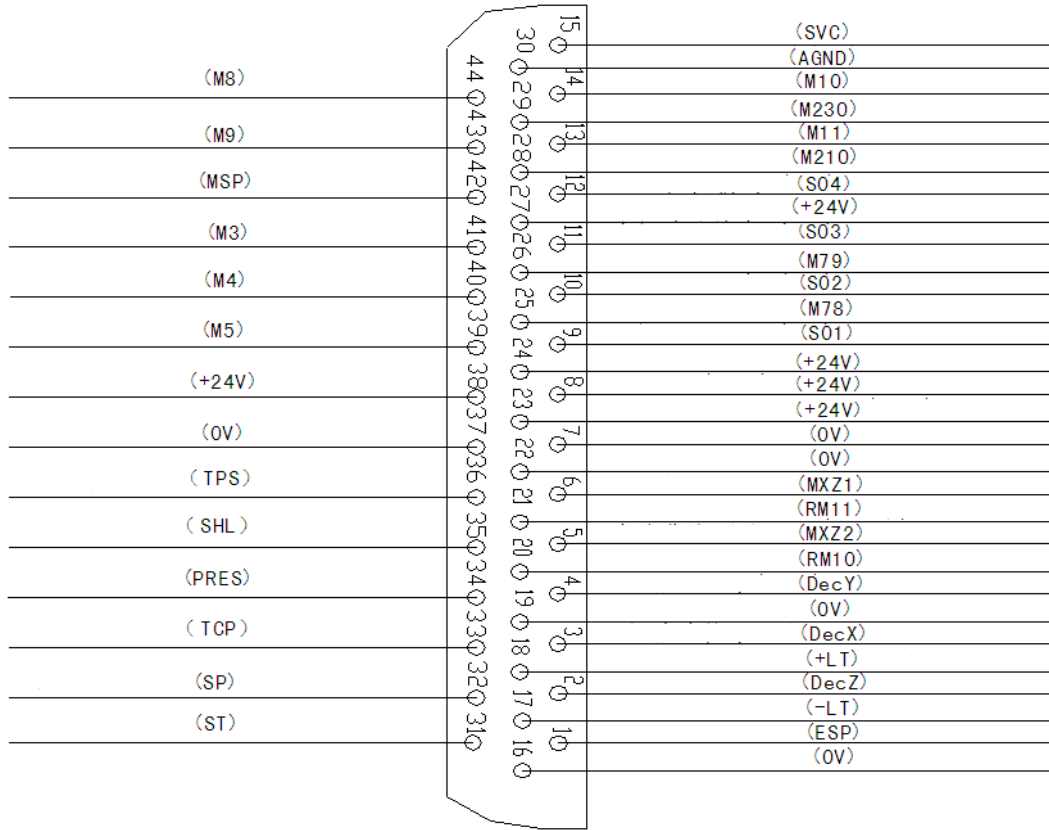 (M8)
(M9)
(MSP)
(M3)
(M4)
(M5)
(+24V)
(0V)
(TPS)
(SHL)
(PRES)
(TCP)
(SP)
(ST)
44
43
42
41
40
39
38
37
36
35
34
33
32
31
30
29
28
27
26
25
24
23
22
21
20
19
18
17
16
15
14
13
12
11
10
9
8
7
6
5
4
3
2
1
(SVC)
(AGND)
(M10)
(M230)
(M11)
(M210)
(S04)
(+24V)
(S03)
(M79)
(S02)
(M78)
(S01)
(+24V)
(+24V)
(+24V)
(0V)
(0V)
(MXZ1)
(RM11)
(MXZ2)
(RM10)
(DecY)
(0V)
(DecX)
(+LT)
(DecZ)
(-LT)
(ESP)
(0V)